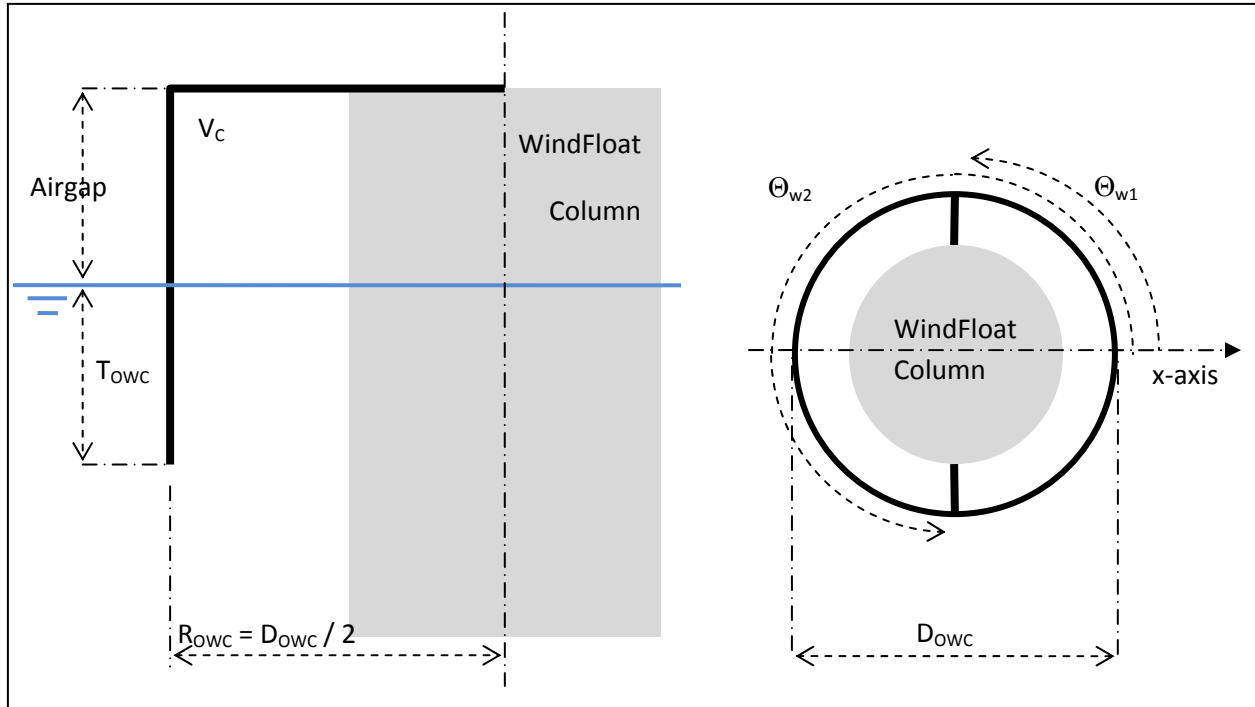 V_C
WindFloat
Column
Airgap
T_OWC
R_OWC = D_OWC / 2
Θ_w2
Θ_w1
WindFloat
Column
x-axis
D_OWC